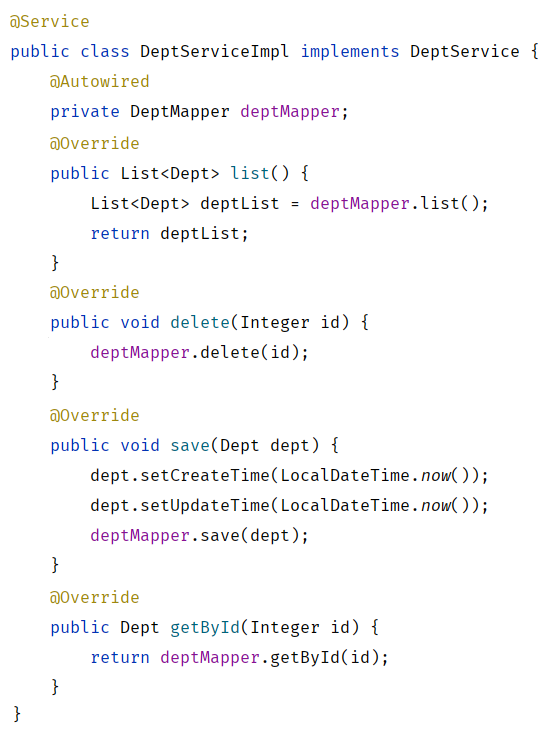 @Service
public class DeptServiceImpl implements DeptService {
    @Autowired
    private DeptMapper deptMapper;
    @Override
    public List<Dept> list() {
        List<Dept> deptList = deptMapper.list();
        return deptList;
    }
    @Override
    public void delete(Integer id) {
        deptMapper.delete(id);
    }
    @Override
    public void save(Dept dept) {
        dept.setCreateTime(LocalDateTime.now());
        dept.setUpdateTime(LocalDateTime.now());
        deptMapper.save(dept);
    }
    @Override
    public Dept getById(Integer id) {
        return deptMapper.getById(id);
    }
}